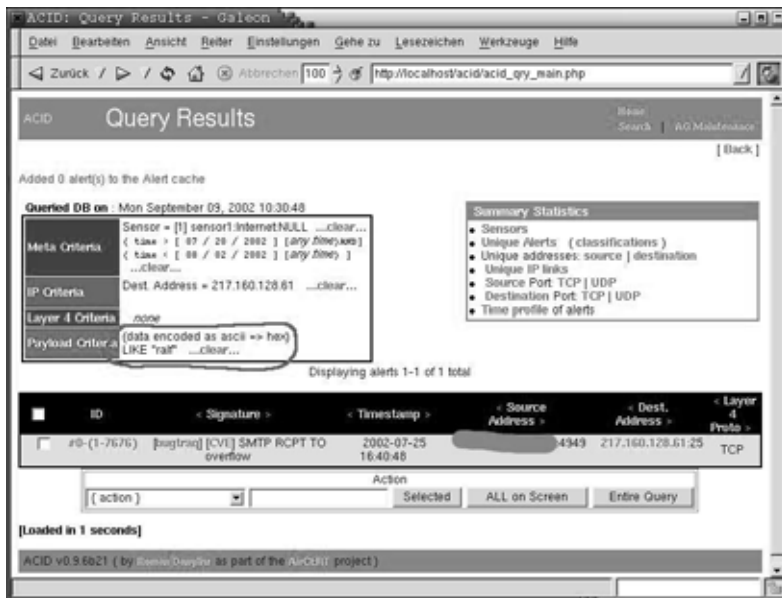 ACID: Query Results - Galeon
Datei Bearbeiten Ansicht Reiter Einstellungen Gehe zu Lesezeichen Werkzeuge Hilfe
Zurück / / Abbrechen 100 http://localhost/acid/acid_qry_main.php
ACID Query Results
Home
Search | AG Maintenance
[ Back ]
Added 0 alert(s) to the Alert cache
Queried DB on : Mon September 09, 2002 10:30:48
Meta Criteria
Sensor = [1] sensor1:Internet:NULL ...clear...
( time > [ 07 / 20 / 2002 ] [any time) AND]
( time < [ 08 / 02 / 2002 ] [any time) ]
...clear...
IP Criteria Dest. Address = 217.160.128.61 ...clear...
Layer 4 Criteria none
Payload Criteria
(data encoded as ascii => hex)
LIKE "ralf" ...clear...
Summary Statistics
Sensors
Unique Alerts ( classifications )
Unique addresses: source | destination
Unique IP links
Source Port: TCP | UDP
Destination Port: TCP | UDP
Time profile of alerts
Displaying alerts 1-1 of 1 total
ID < Signature > < Timestamp > < Source Address > < Dest. Address > < Layer 4 Proto >
#0-(1-7676) [bugtraq] [CVE] SMTP RCPT TO overflow 2002-07-25 16:40:48 4949 217.160.128.61:25 TCP
Action
{ action } Selected ALL on Screen Entire Query
[Loaded in 1 seconds]
ACID v0.9.6b21 ( by Roman Danyliw as part of the AirCERT project )